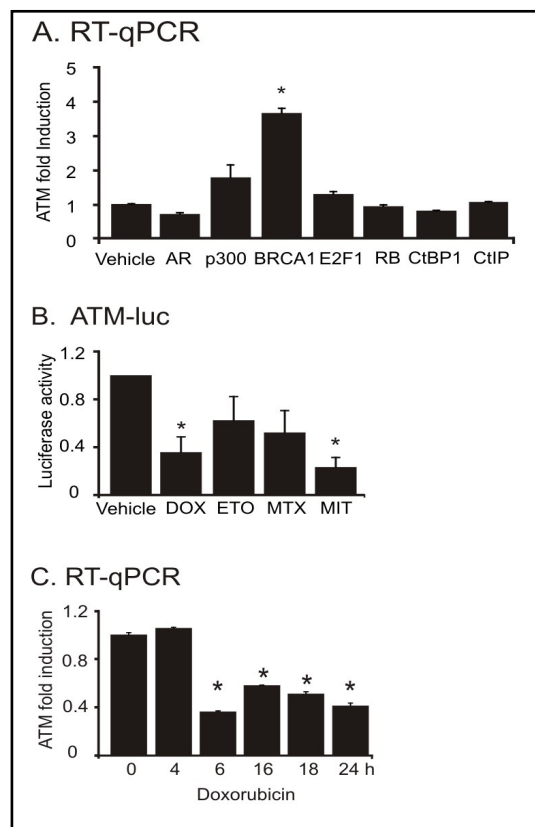 A. RT-qPCR
ATM fold Induction
5
4
3
2
1
0
*
Vehicle AR p300 BRCA1 E2F1 RB CtBP1 CtIP
B. ATM-luc
Luciferase activity
1.2
0.8
0.4
0
* *
Vehicle DOX ETO MTX MIT
C. RT-qPCR
ATM fold induction
1.2
0.8
0.4
0
* * * *
0 4 6 16 18 24 h
Doxorubicin